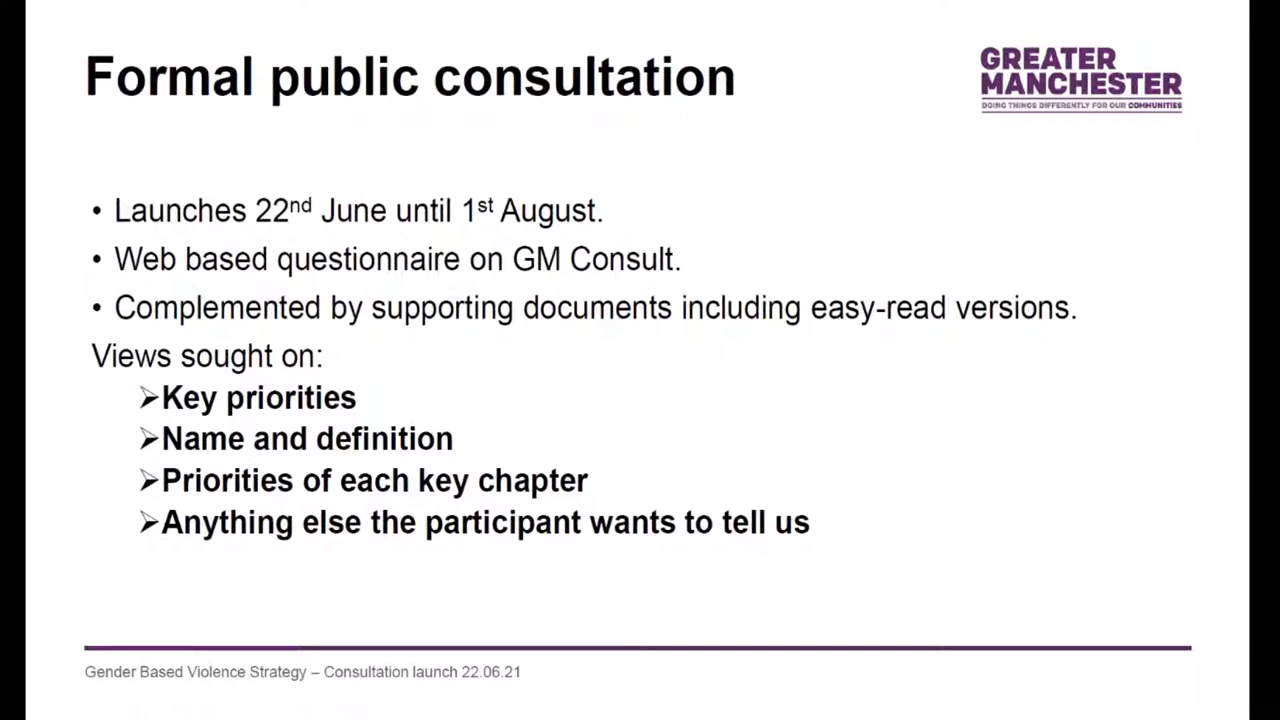 Formal public consultation
GREATER
MANCHESTER
DOING THINGS DIFFERENTLY FOR OUR COMMUNITIES
• Launches 22nd June until 1st August.
• Web based questionnaire on GM Consult.
• Complemented by supporting documents including easy-read versions.
Views sought on:
➢Key priorities
➢Name and definition
➢Priorities of each key chapter
➢Anything else the participant wants to tell us
Gender Based Violence Strategy – Consultation launch 22.06.21